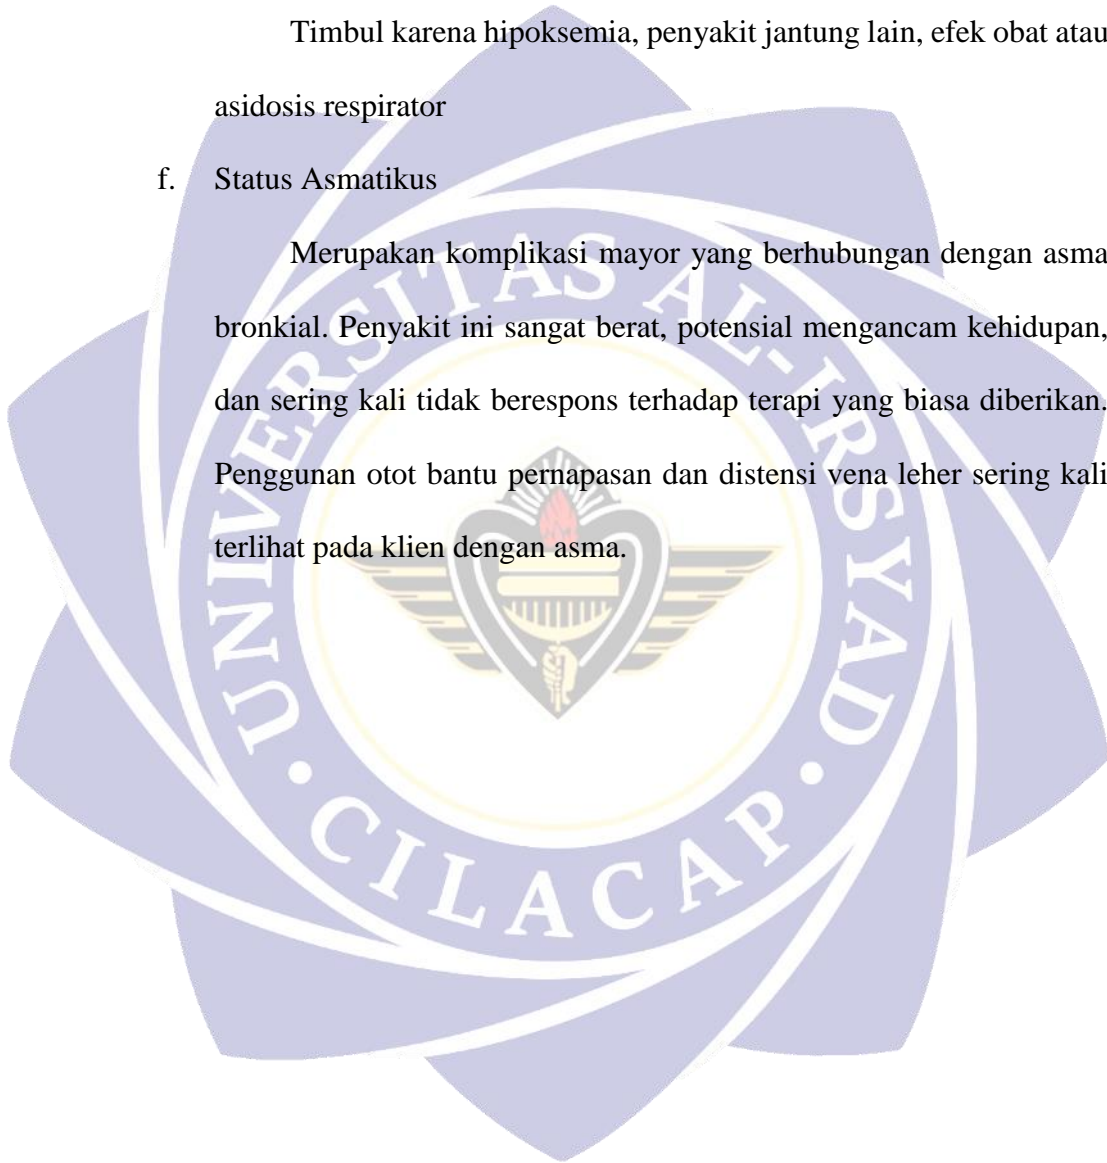 Timbul karena hipoksemia, penyakit jantung lain, efek obat atau
asidosis respirator
f. Status Asmatikus
Merupakan komplikasi mayor yang berhubungan dengan asma
bronkial. Penyakit ini sangat berat, potensial mengancam kehidupan,
dan sering kali tidak berespons terhadap terapi yang biasa diberikan.
Penggunan otot bantu pernapasan dan distensi vena leher sering kali
terlihat pada klien dengan asma.
UNIVERSITAS AL-IRSYAD
CILACAP